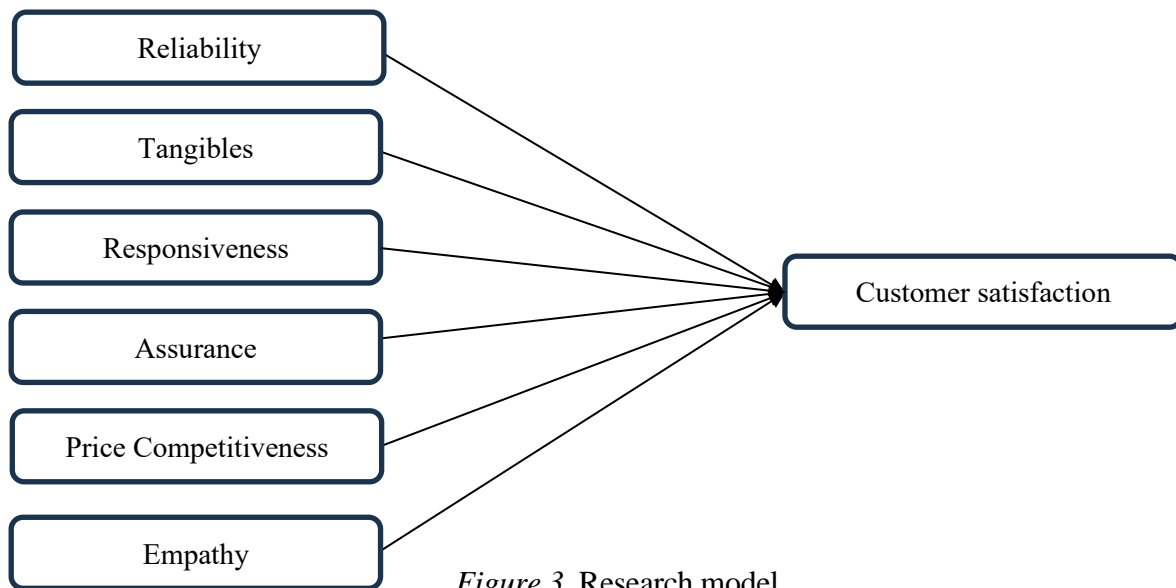 Reliability
Tangibles
Responsiveness
Customer satisfaction
Assurance
Price Competitiveness
Empathy
Figure 3. Research model